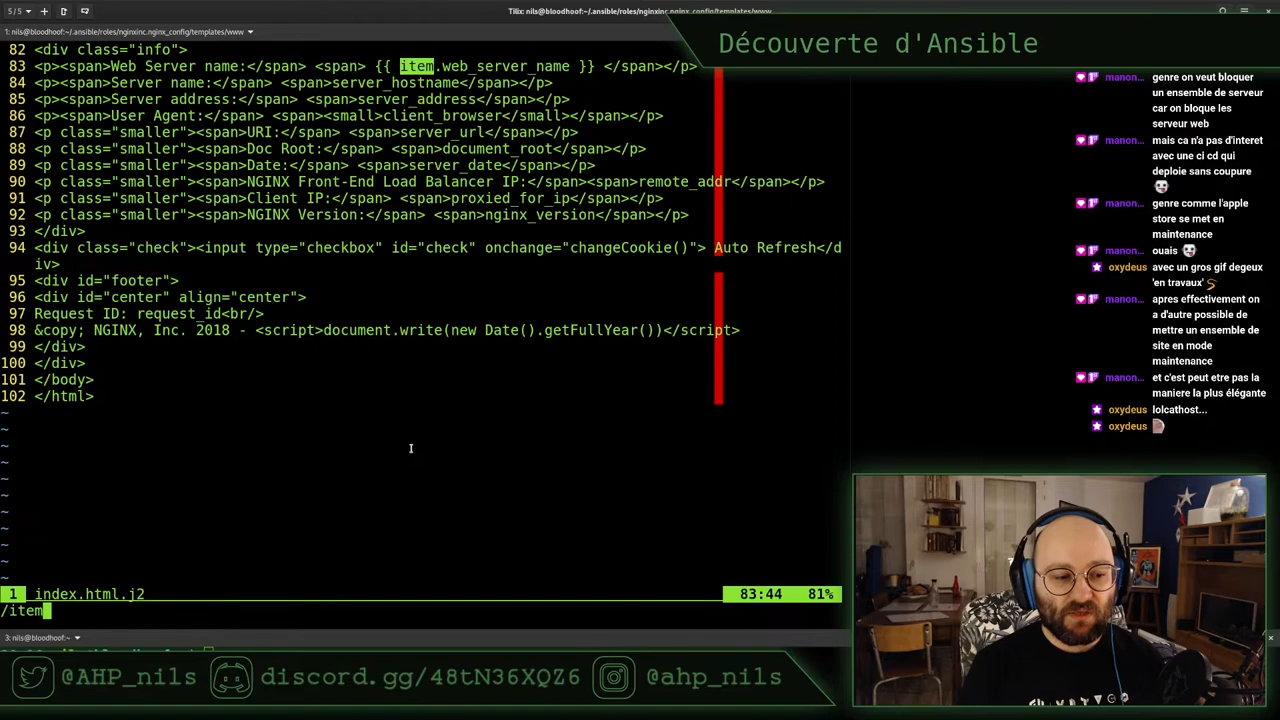 5/5
Tilix: nils@bloodhoof:~/.ansible/roles/nginxinc.nginx_config/templates/www
1: nils@bloodhoof:~/.ansible/roles/nginxinc.nginx_config/templates/www
Découverte d'Ansible
82 <div class="info">
83 <p><span>Web Server name:</span> <span> {{ item.web_server_name }} </span></p>
84 <p><span>Server name:</span> <span>server_hostname</span></p>
85 <p><span>Server address:</span> <span>server_address</span></p>
86 <p><span>User Agent:</span> <span><small>client_browser</small></span></p>
87 <p class="smaller"><span>URI:</span> <span>server_url</span></p>
88 <p class="smaller"><span>Doc Root:</span> <span>document_root</span></p>
89 <p class="smaller"><span>Date:</span> <span>server_date</span></p>
90 <p class="smaller"><span>NGINX Front-End Load Balancer IP:</span><span>remote_addr</span></p>
91 <p class="smaller"><span>Client IP:</span> <span>proxied_for_ip</span></p>
92 <p class="smaller"><span>NGINX Version:</span> <span>nginx_version</span></p>
93 </div>
94 <div class="check"><input type="checkbox" id="check" onchange="changeCookie()"> Auto Refresh</d
iv>
95 <div id="footer">
96 <div id="center" align="center">
97 Request ID: request_id<br/>
98 &copy; NGINX, Inc. 2018 - <script>document.write(new Date().getFullYear())</script>
99 </div>
100 </div>
101 </body>
102 </html>
~
~
~
~
~
~
~
~
~
~
~
1 index.html.j2 83:44 81%
/item
3: nils@bloodhoof:~
manon... genre on veut bloquer
un ensemble de serveur
car on bloque les
serveur web
manon... mais ca n'a pas d'interet
avec une ci cd qui
deploie sans coupure
manon... genre comme l'apple
store se met en
maintenance
manon... ouais
oxydeus avec un gros gif degeux
'en travaux'
manon... apres effectivement on
a d'autre possible de
mettre un ensemble de
site en mode
maintenance
manon... et c'est peut etre pas la
maniere la plus élégante
oxydeus lolcathost...
oxydeus
@AHP_nils
discord.gg/48tN36XQZ6
@ahp_nils